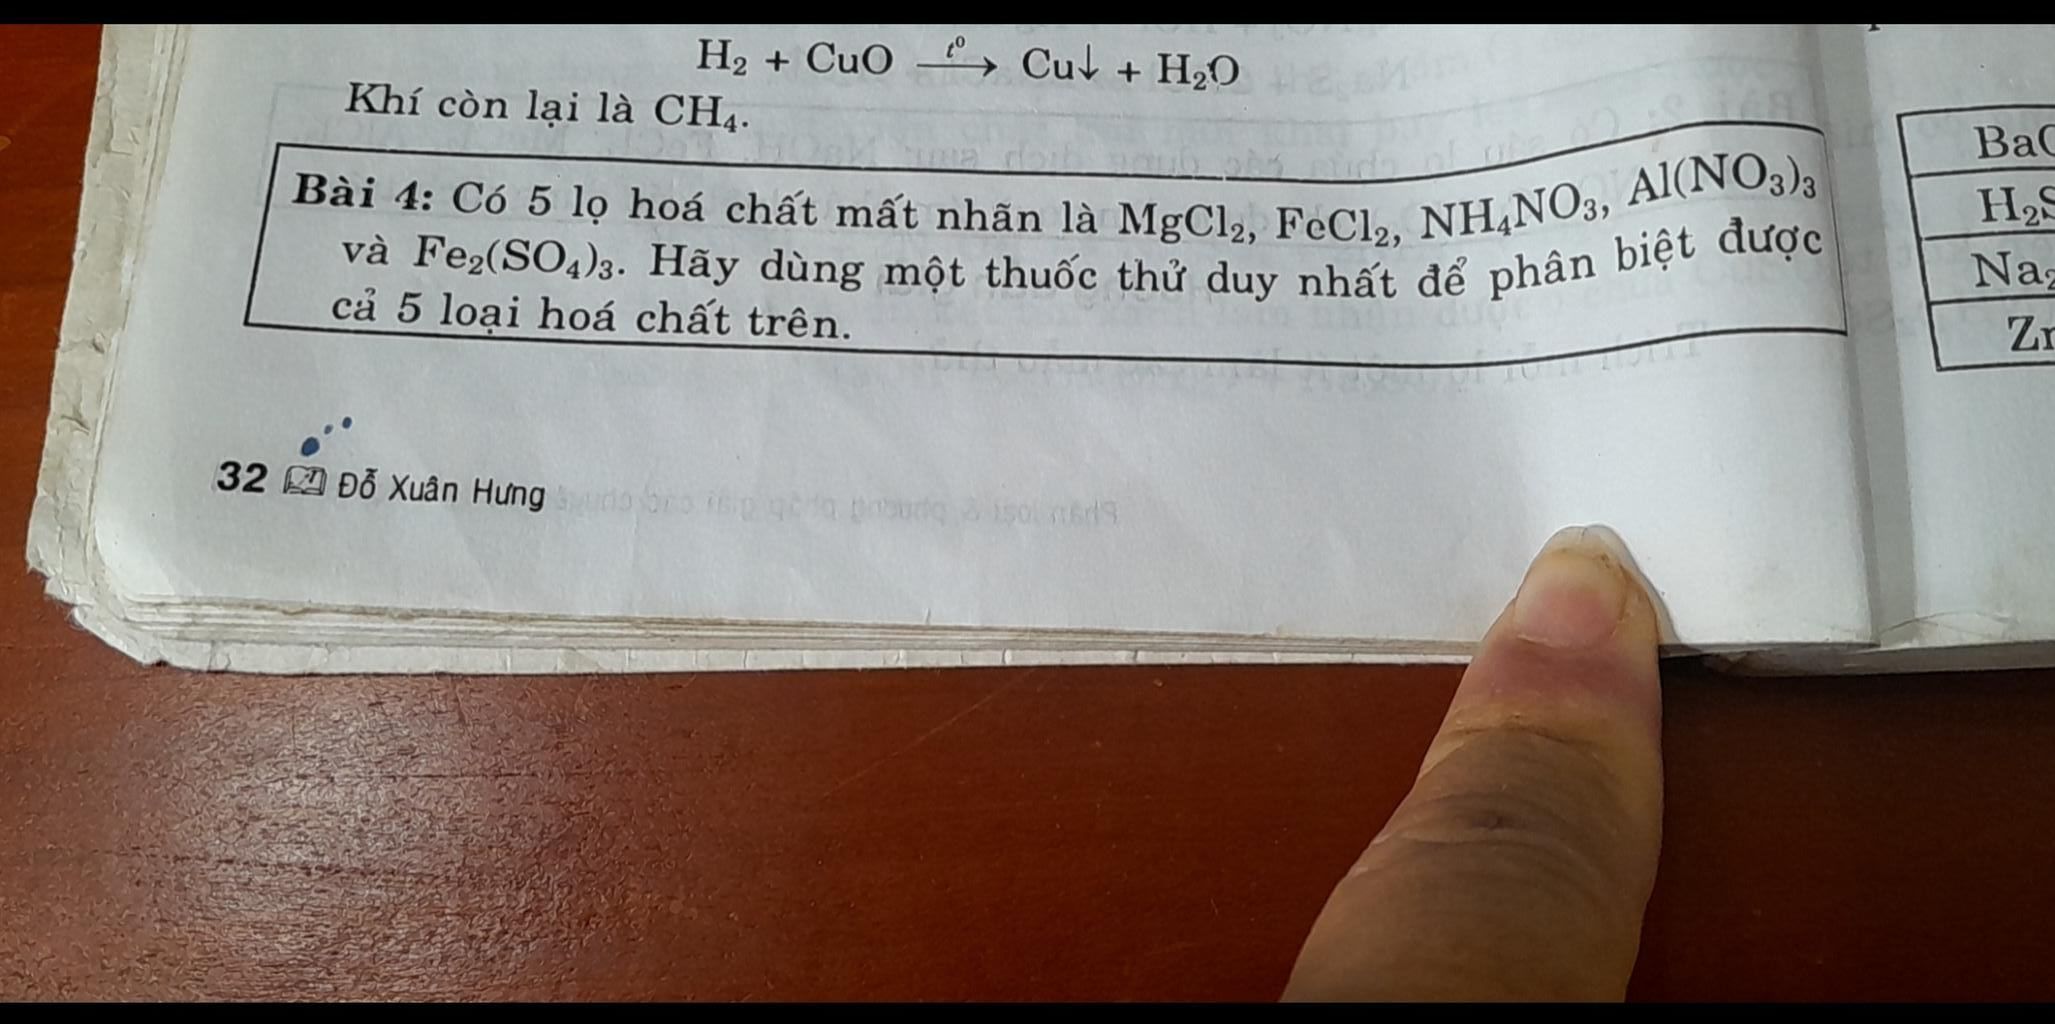 H₂ + CuO —t⁰→ Cu↓ + H₂O
Khí còn lại là CH₄.
Bài 4: Có 5 lọ hoá chất mất nhãn là MgCl₂, FeCl₂, NH₄NO₃, Al(NO₃)₃
và Fe₂(SO₄)₃. Hãy dùng một thuốc thử duy nhất để phân biệt được
cả 5 loại hoá chất trên.
32 Đỗ Xuân Hưng